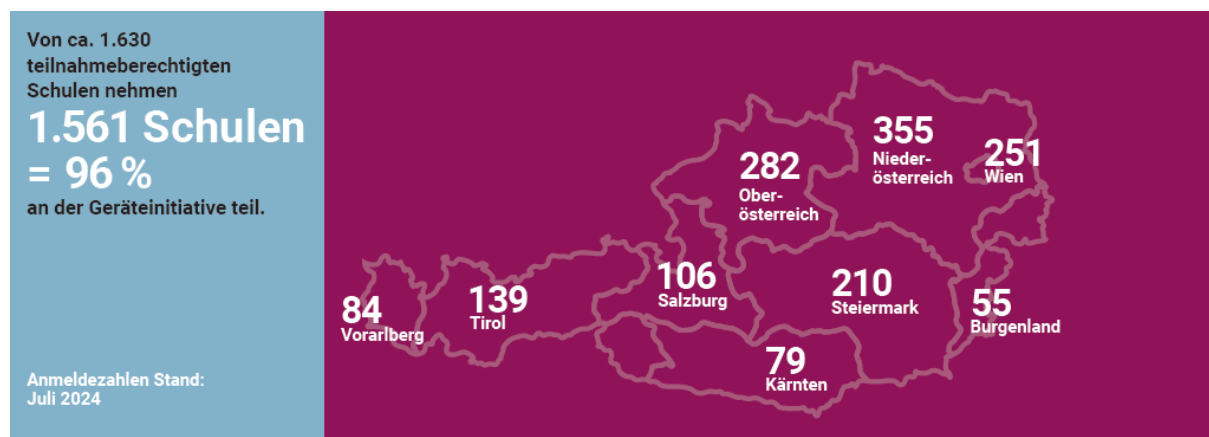 Von ca. 1.630
teilnahmeberechtigten
Schulen nehmen
1.561 Schulen
= 96 %
an der Geräteinitiative teil.
Anmeldezahlen Stand:
Juli 2024
355
Nieder-
österreich
251
Wien
282
Ober-
österreich
106
Salzburg
210
Steiermark
55
Burgenland
84
Vorarlberg
139
Tirol
79
Kärnten